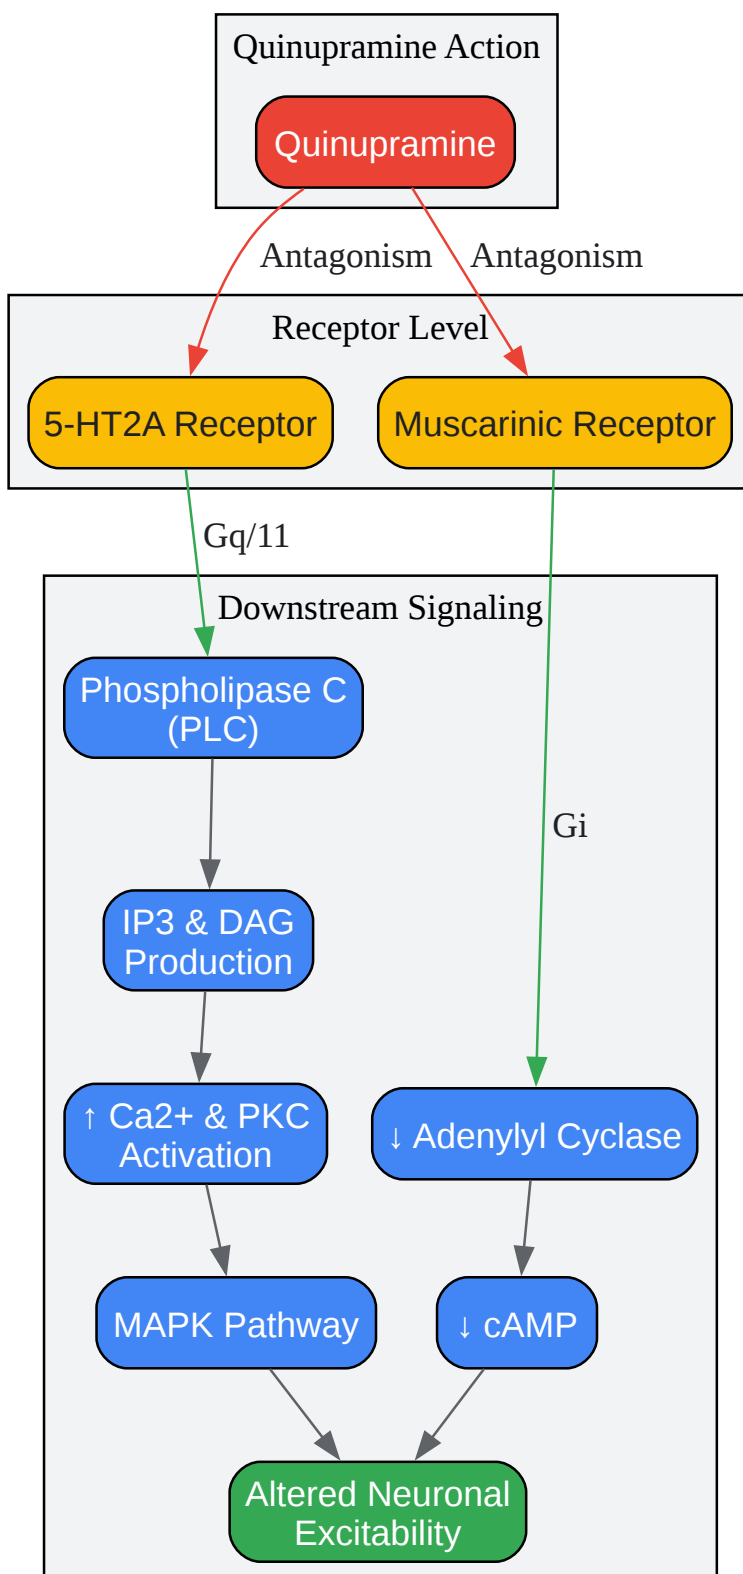 Quinupramine Action
Quinupramine
Antagonism
Antagonism
Receptor Level
5-HT2A Receptor
Muscarinic Receptor
Gq/11
Downstream Signaling
Phospholipase C
(PLC)
Gi
IP3 & DAG
Production
↑ Ca2+ & PKC
Activation
↓ Adenylyl Cyclase
MAPK Pathway
↓ cAMP
Altered Neuronal
Excitability